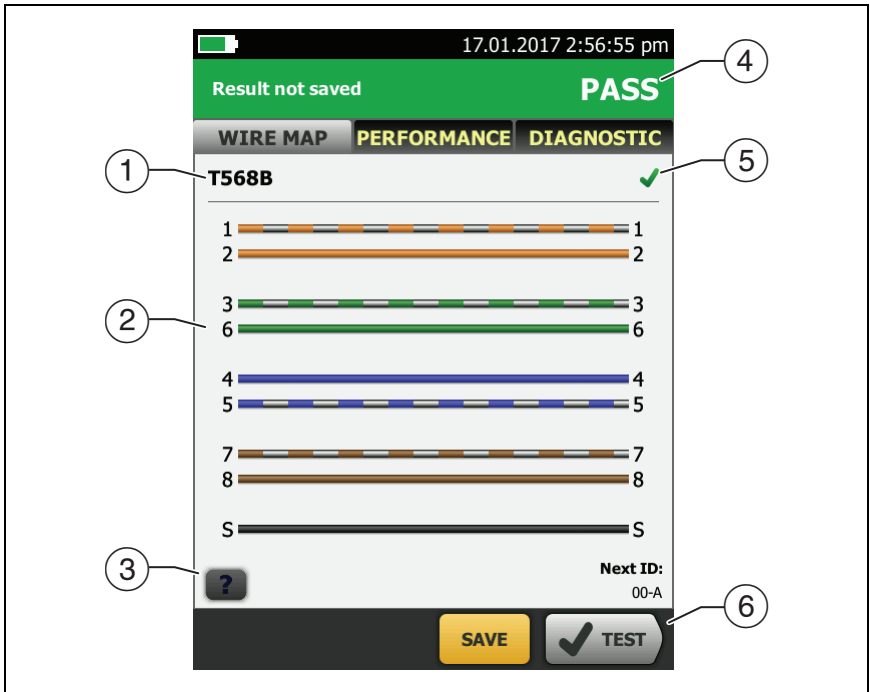 17.01.2017 2:56:55 pm
Result not saved PASS
WIRE MAP PERFORMANCE DIAGNOSTIC
T568B
1 1
2 2
3 3
6 6
4 4
5 5
7 7
8 8
S S
?
Next ID:
00-A
SAVE TEST
1
2
3
4
5
6